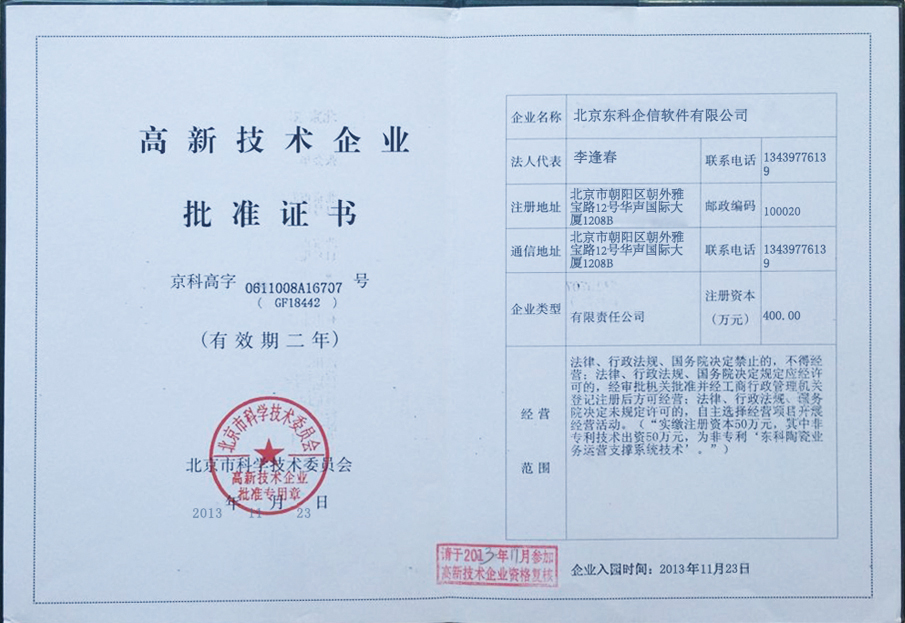 高新技术企业
批准证书
京科高字 0611008A16707 号
( GF18442 )
(有效期二年)
北京市科学技术委员会
高新技术企业
批准专用章
北京市科学技术委员会
年 月 日
2013 11 23
企业名称 北京东科企信软件有限公司
法人代表 李逢春 联系电话 13439776139
注册地址 北京市朝阳区朝外雅
宝路12号华声国际大
厦1208B
邮政编码 100020
通信地址 北京市朝阳区朝外雅
宝路12号华声国际大
厦1208B
联系电话 13439776139
企业类型 有限责任公司
注册资本
(万元) 400.00
经营
范围
法律、行政法规、国务院决定禁止的,不得经
营;法律、行政法规、国务院决定规定应经许
可的,经审批机关批准并经工商行政管理机关
登记注册后方可经营;法律、行政法规、国务
院决定未规定许可的,自主选择经营项目开展
经营活动。(“实缴注册资本50万元,其中非
专利技术出资50万元,为非专利‘东科陶瓷业
务运营支撑系统技术’。”)
请于2013年11月参加
高新技术企业资格复核
企业入园时间:2013年11月23日